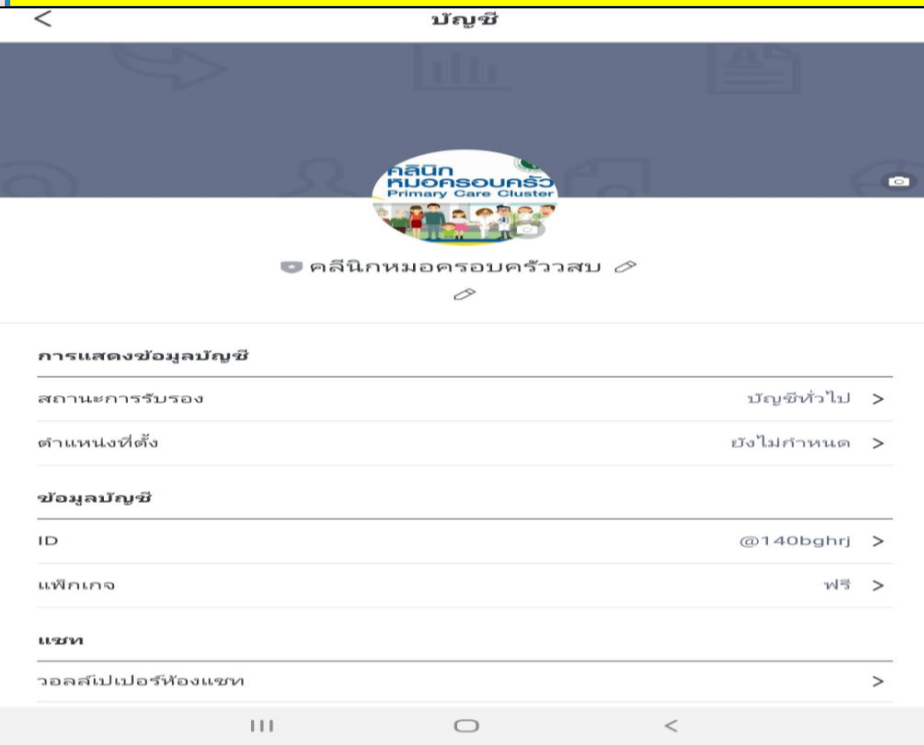 บัญชี
คลินิก
หมอครอบครัว
Primary Care Cluster
คลีนิกหมอครอบครัววสบ
การแสดงข้อมูลบัญชี
สถานะการรับรอง บัญชีทั่วไป >
ตำแหน่งที่ตั้ง ยังไม่กำหนด >
ข้อมูลบัญชี
ID @140bghrj >
แพ็กเกจ ฟรี >
แชท
วอลล์เปเปอร์ห้องแชท >